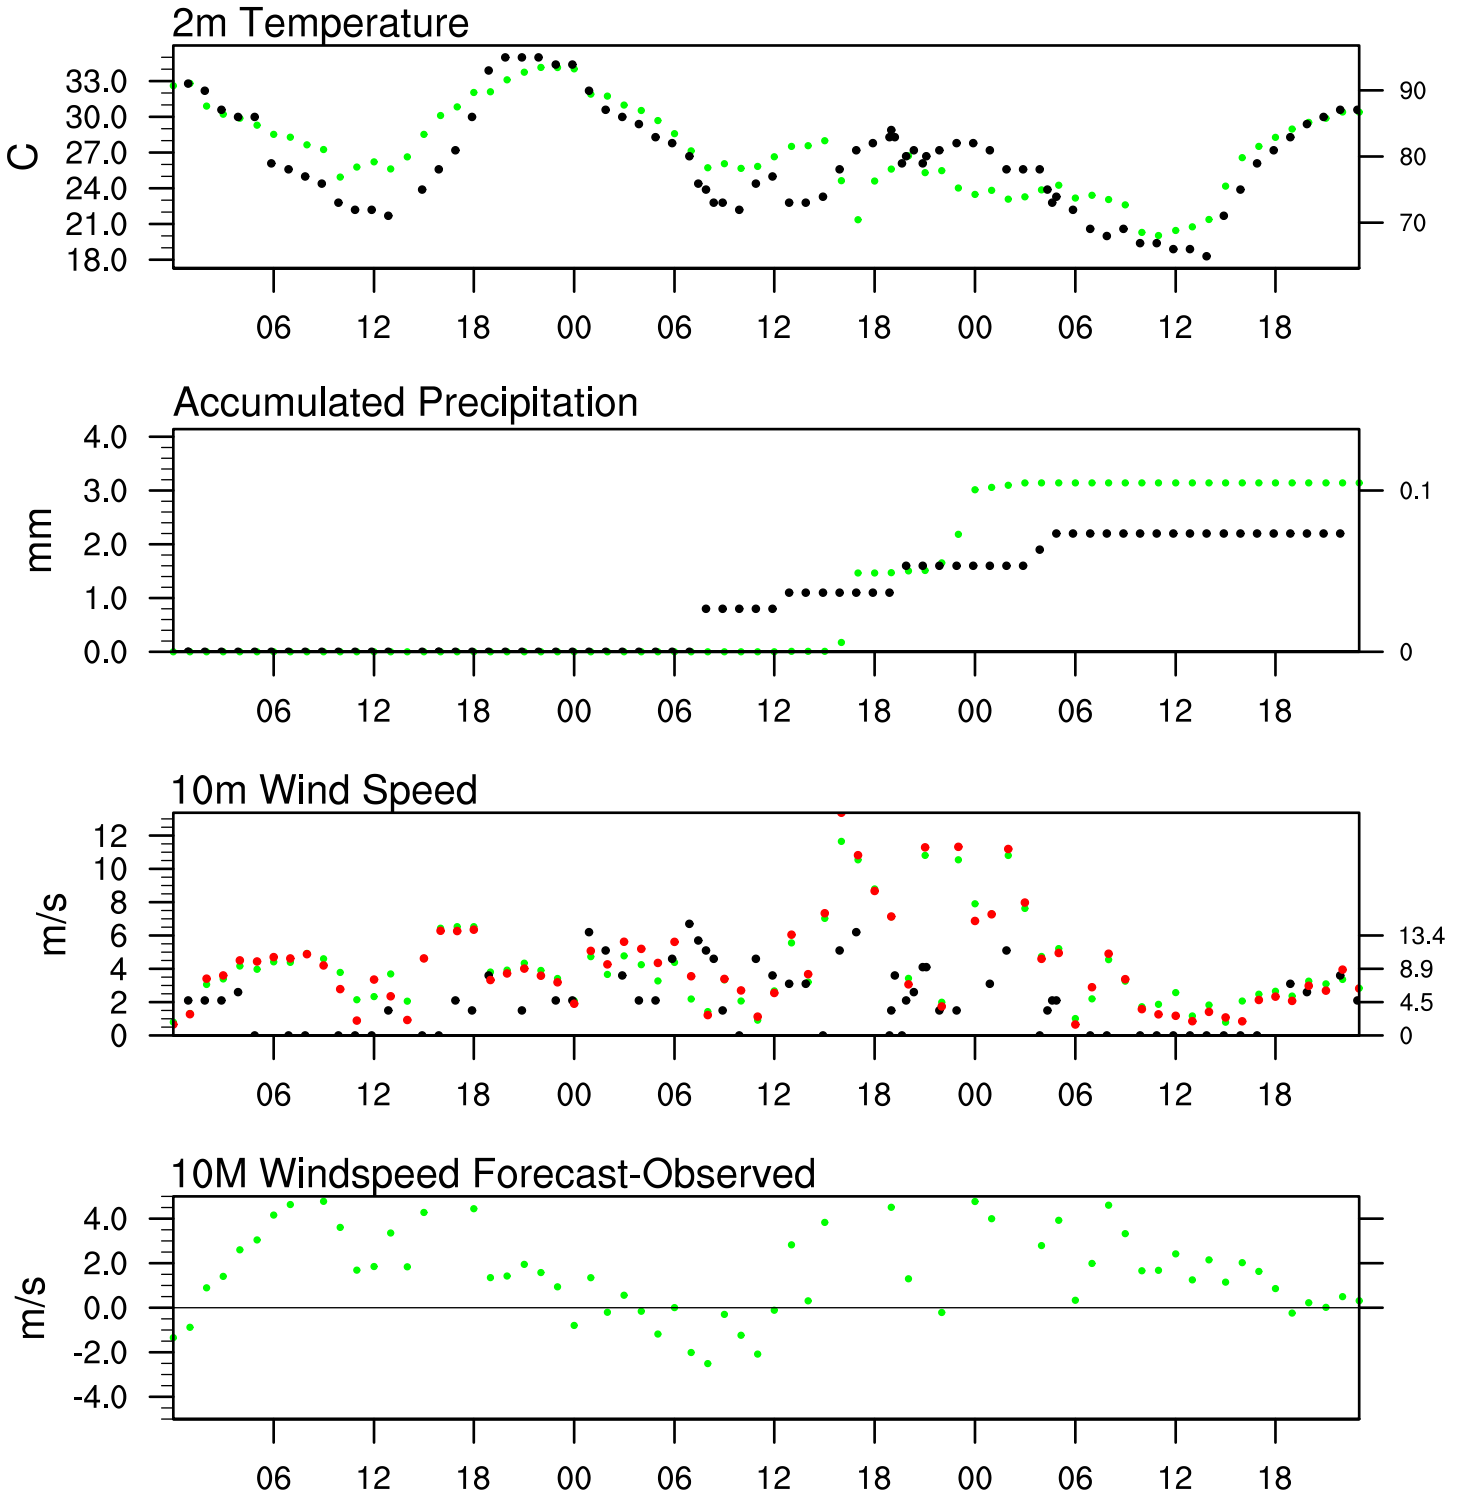 2m Temperature
33.0
30.0
27.0
24.0
21.0
18.0
C
90
80
70
06 12 18 00 06 12 18 00 06 12 18
Accumulated Precipitation
4.0
3.0
2.0
1.0
0.0
mm
0.1
0
06 12 18 00 06 12 18 00 06 12 18
10m Wind Speed
12
10
8
6
4
2
0
m/s
13.4
8.9
4.5
0
06 12 18 00 06 12 18 00 06 12 18
10M Windspeed Forecast-Observed
4.0
2.0
0.0
-2.0
-4.0
m/s
06 12 18 00 06 12 18 00 06 12 18